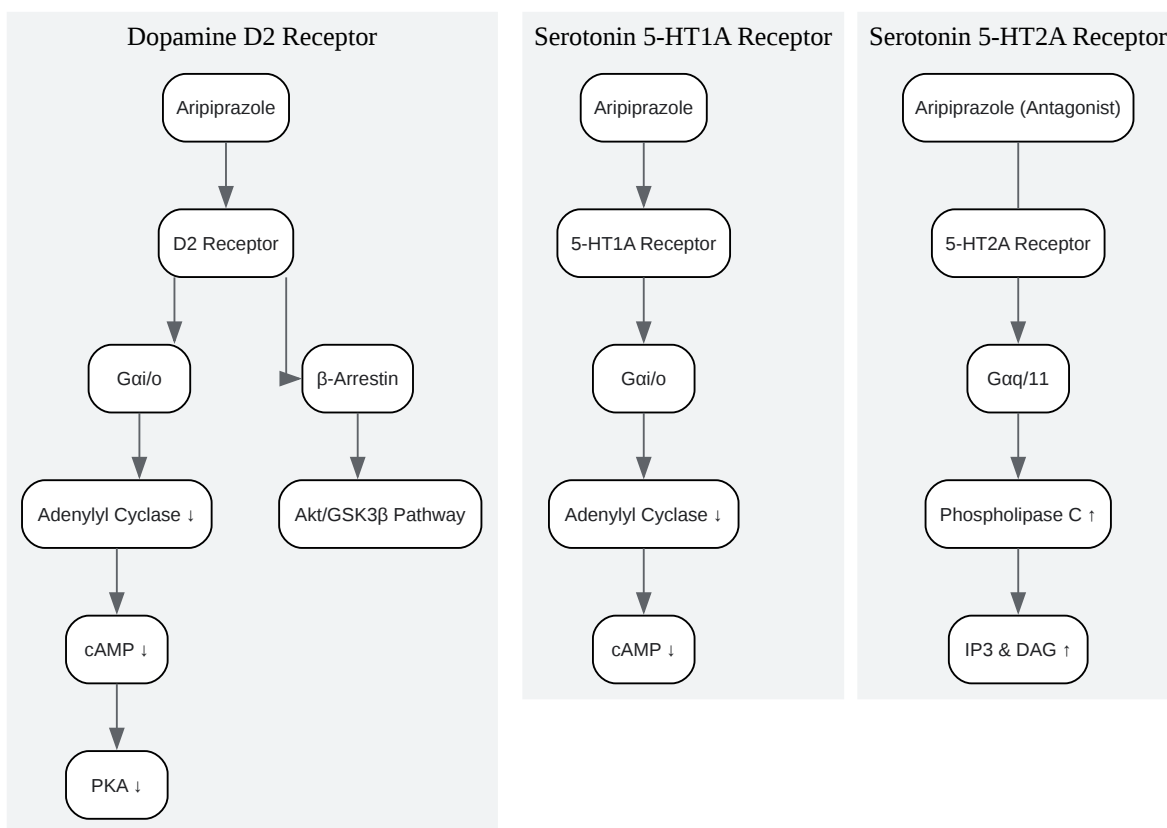 Dopamine D2 Receptor
Aripiprazole
D2 Receptor
Gαi/o
β-Arrestin
Adenylyl Cyclase ↓
Akt/GSK3β Pathway
cAMP ↓
PKA ↓
Serotonin 5-HT1A Receptor
Aripiprazole
5-HT1A Receptor
Gαi/o
Adenylyl Cyclase ↓
cAMP ↓
Serotonin 5-HT2A Receptor
Aripiprazole (Antagonist)
5-HT2A Receptor
Gαq/11
Phospholipase C ↑
IP3 & DAG ↑